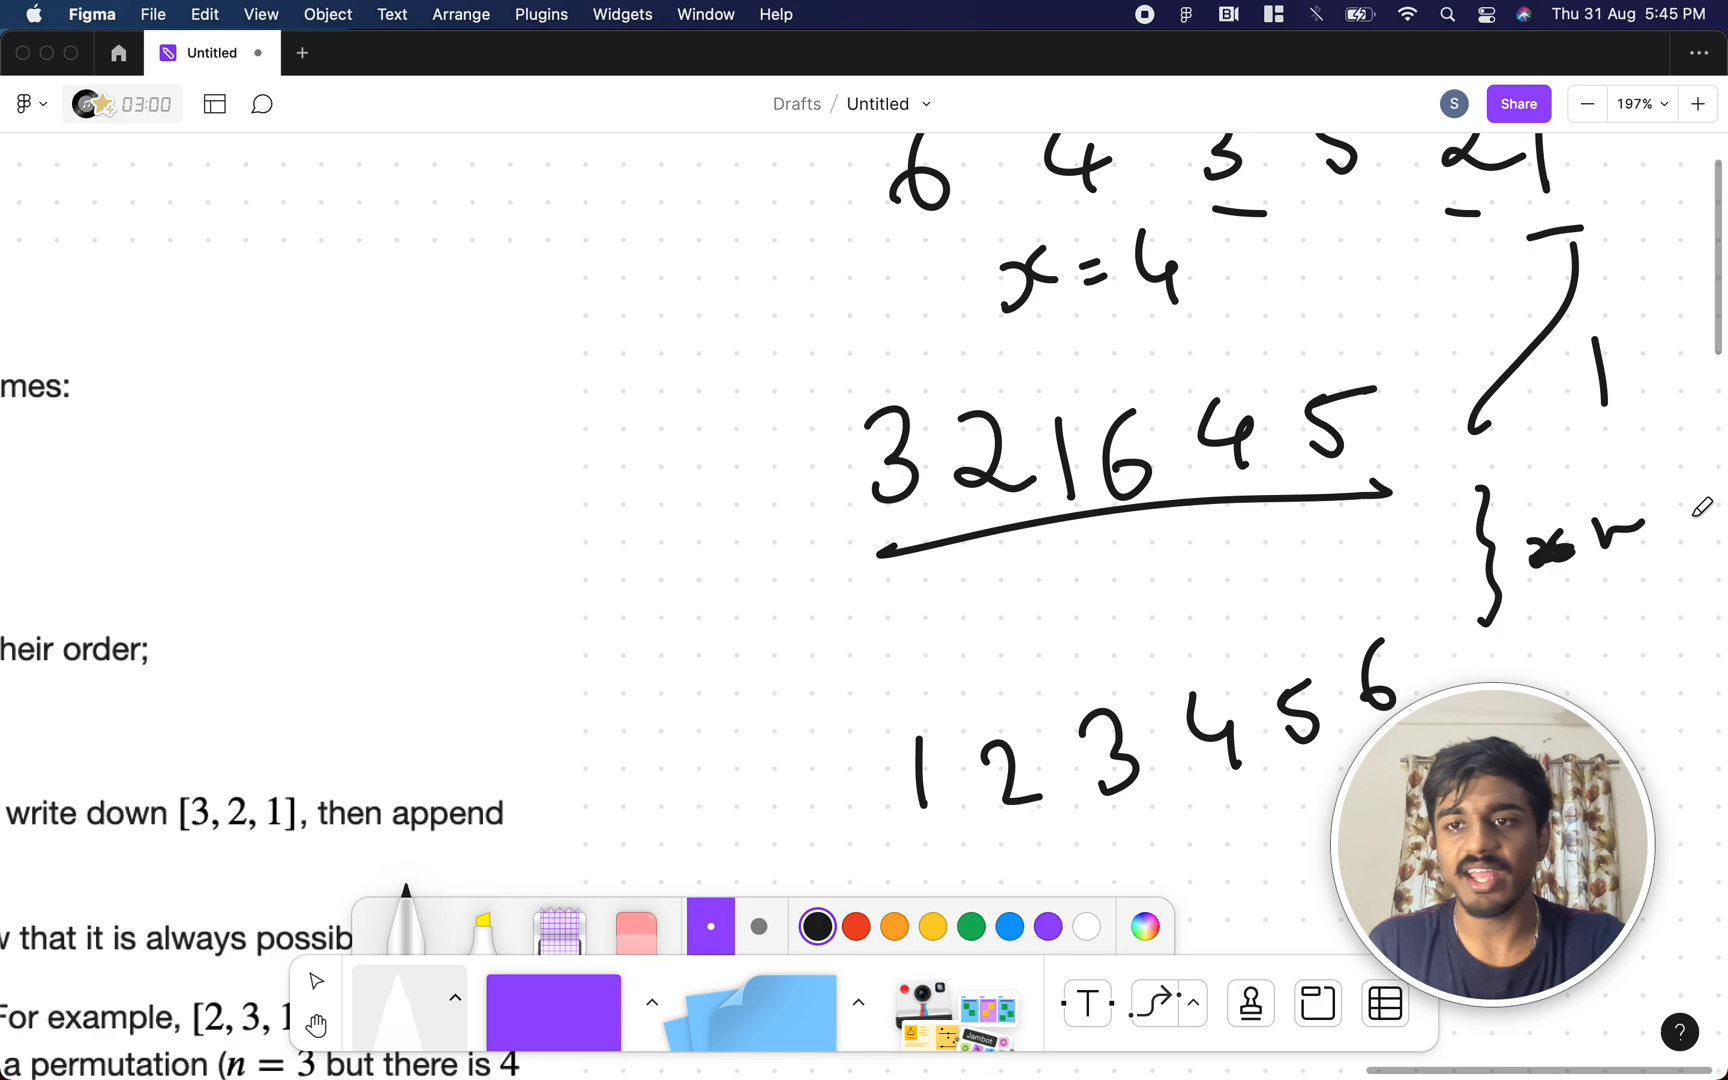 Figma File Edit View Object Text Arrange Plugins Widgets Window Help Thu 31 Aug 5:45 PM
Untitled
03:00 Drafts / Untitled S Share 197%
6 4 3 5 2 1
x = 4
1
mes:
3 2 1 6 4 5
heir order;
1 2 3 4 5 6
write down [3, 2, 1], then append
v that it is always possib
For example, [2, 3, 1
a permutation (n = 3 but there is 4
T
Jambot
?